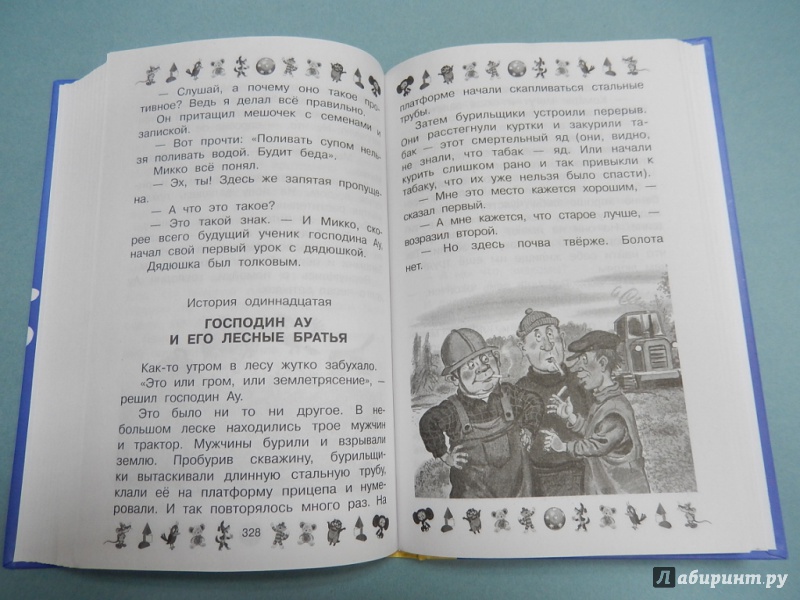 — Слушай, а почему оно такое про-
тивное? Ведь я делал всё правильно.
Он притащил мешочек с семенами и
запиской.
— Вот прочти: «Поливать супом нель-
зя поливать водой. Будит беда».
Микко всё понял.
— Эх, ты! Здесь же запятая пропуще-
на.
— А что это такое?
— Это такой знак. — И Микко, ско-
рее всего будущий ученик господина Ау,
начал свой первый урок с дядюшкой.
Дядюшка был толковым.
История одиннадцатая
ГОСПОДИН АУ
И ЕГО ЛЕСНЫЕ БРАТЬЯ
Как-то утром в лесу жутко забухало.
«Это или гром, или землетрясение», —
решил господин Ау.
Это было ни то ни другое. В не-
большом леске находились трое мужчин
и трактор. Мужчины бурили и взрывали
землю. Пробурив скважину, бурильщи-
ки вытаскивали длинную стальную трубу,
клали её на платформу прицепа и нуме-
ровали. И так повторялось много раз. На
328
платформе начали скапливаться стальные
трубы.
Затем бурильщики устроили перерыв.
Они расстегнули куртки и закурили та-
бак — этот смертельный яд (они, видно,
не знали, что табак — яд. Или начали
курить слишком рано и так привыкли к
табаку, что их уже нельзя было спасти).
— Мне это место кажется хорошим, —
сказал первый.
— А мне кажется, что старое лучше, —
возразил второй.
— Но здесь почва твёрже. Болота
нет.
Лабиринт.ру